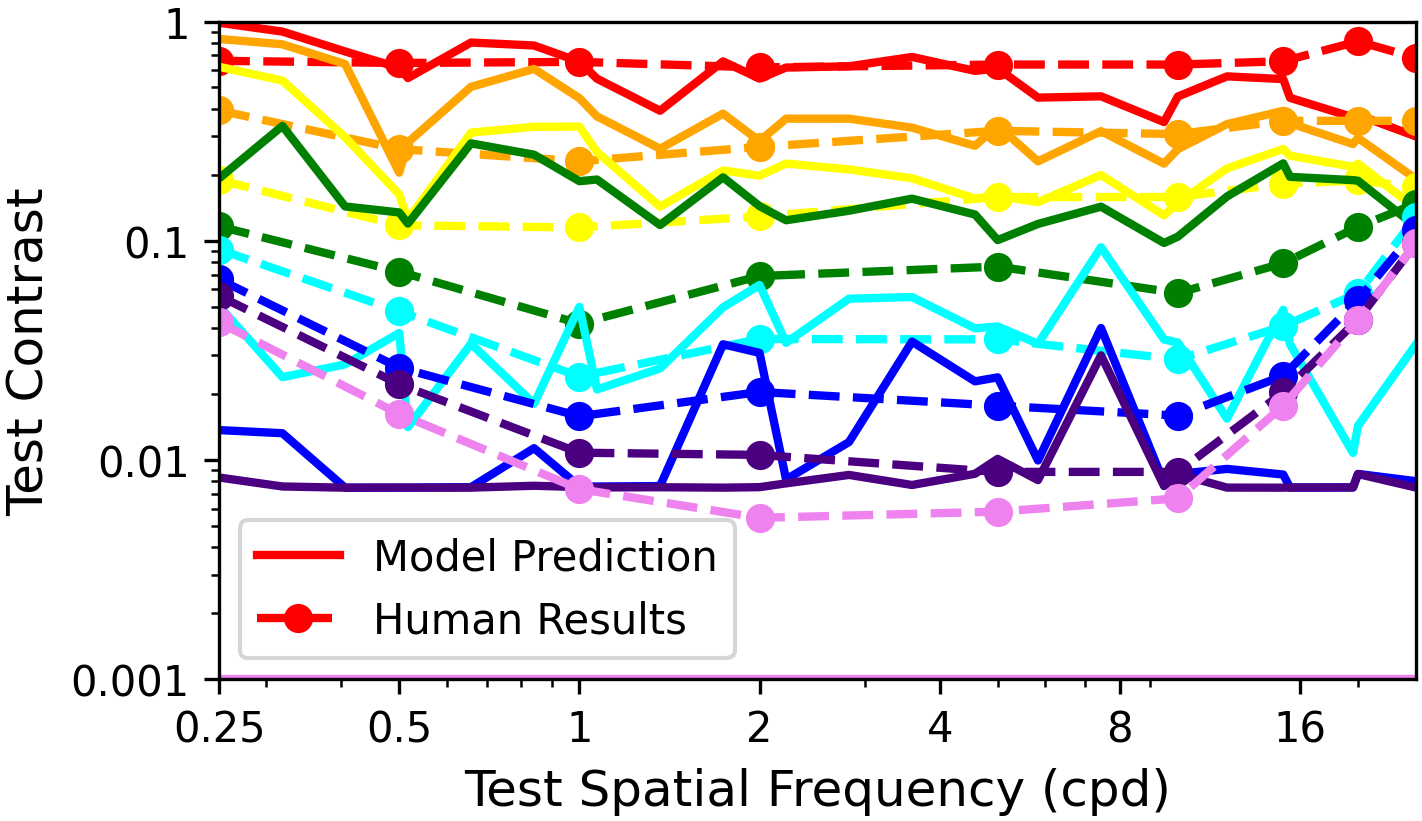 1
0.1
0.01
0.001
Test Contrast
Model Prediction
Human Results
0.25 0.5 1 2 4 8 16
Test Spatial Frequency (cpd)